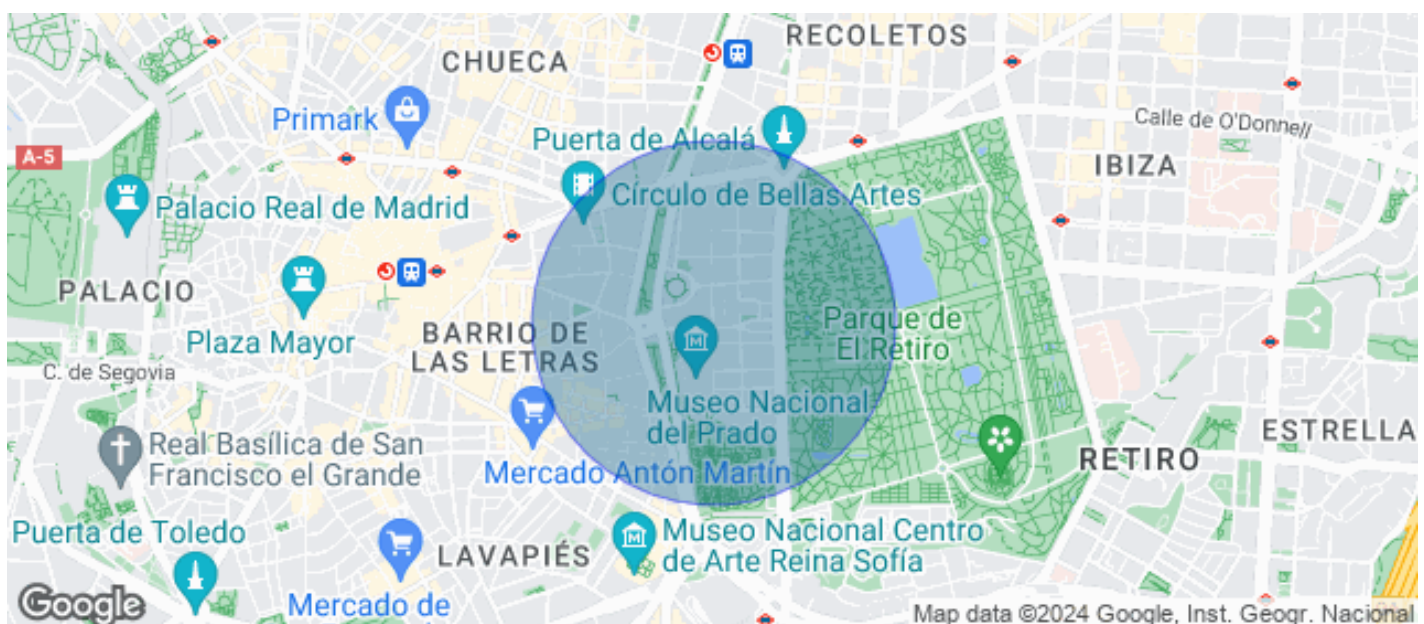 RECOLETOS
CHUECA
Primark
Puerta de Alcalá
Calle de O'Donnell
A-5
IBIZA
Círculo de Bellas Artes
Palacio Real de Madrid
PALACIO
Plaza Mayor
BARRIO DE
LAS LETRAS
Parque de
El Retiro
C. de Segovia
Museo Nacional
del Prado
Real Basílica de San
Francisco el Grande
Mercado Antón Martín
RETIRO
ESTRELLA
Puerta de Toledo
LAVAPIÉS
Museo Nacional Centro
de Arte Reina Sofía
Mercado de
Google
Map data ©2024 Google, Inst. Geogr. Nacional